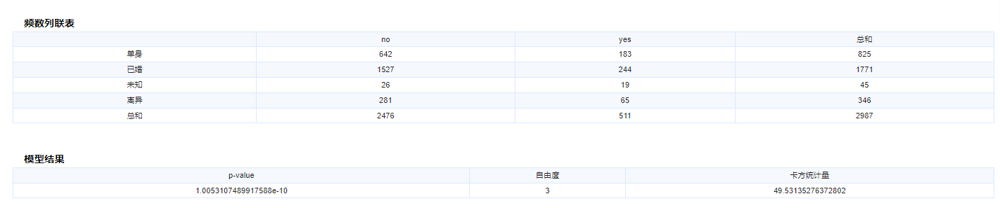 频数列联表
no yes 总和
单身 642 183 825
已婚 1527 244 1771
未知 26 19 45
离异 281 65 346
总和 2476 511 2987
模型结果
p-value 自由度 卡方统计量
1.0053107489917588e-10 3 49.53135276372802